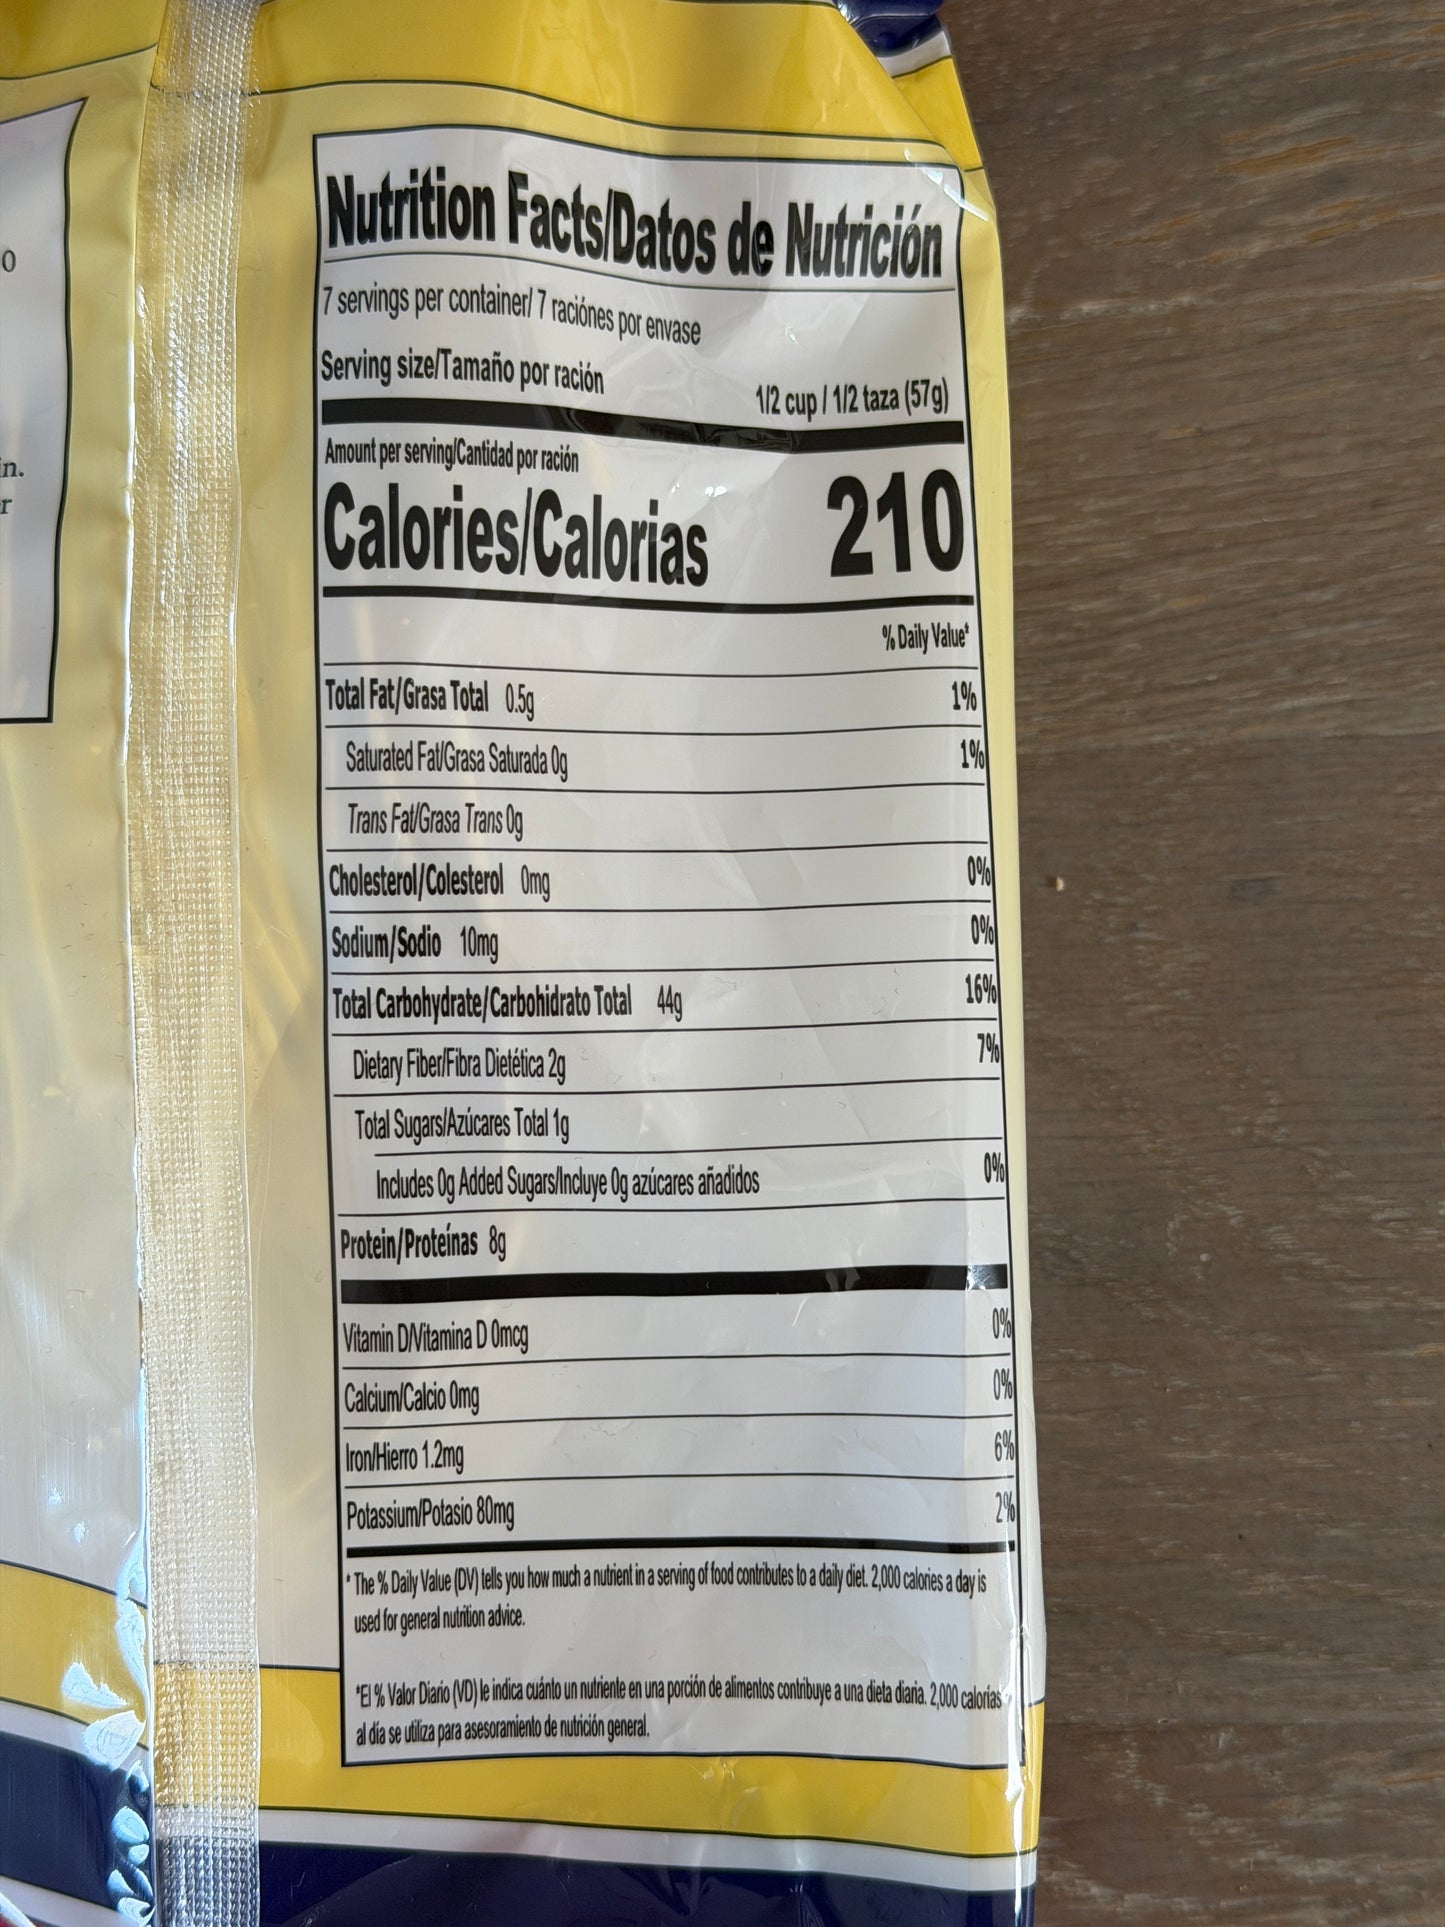 o
in.
er
Nutrition Facts/Datos de Nutrición
7 servings per container/ 7 raciónes por envase
Serving size/Tamaño por ración 1/2 cup / 1/2 taza (57g)
Amount per serving/Cantidad por ración
Calories/Calorias 210
% Daily Value*
Total Fat/Grasa Total 0.5g 1%
Saturated Fat/Grasa Saturada 0g 1%
Trans Fat/Grasa Trans 0g
Cholesterol/Colesterol 0mg 0%
Sodium/Sodio 10mg 0%
Total Carbohydrate/Carbohidrato Total 44g 16%
Dietary Fiber/Fibra Dietética 2g 7%
Total Sugars/Azúcares Total 1g
Includes 0g Added Sugars/Incluye 0g azúcares añadidos 0%
Protein/Proteínas 8g
Vitamin D/Vitamina D 0mcg 0%
Calcium/Calcio 0mg 0%
Iron/Hierro 1.2mg 6%
Potassium/Potasio 80mg 2%
* The % Daily Value (DV) tells you how much a nutrient in a serving of food contributes to a daily diet. 2,000 calories a day is
used for general nutrition advice.
*El % Valor Diario (VD) le indica cuánto un nutriente en una porción de alimentos contribuye a una dieta diaria. 2,000 calorías
al día se utiliza para asesoramiento de nutrición general.